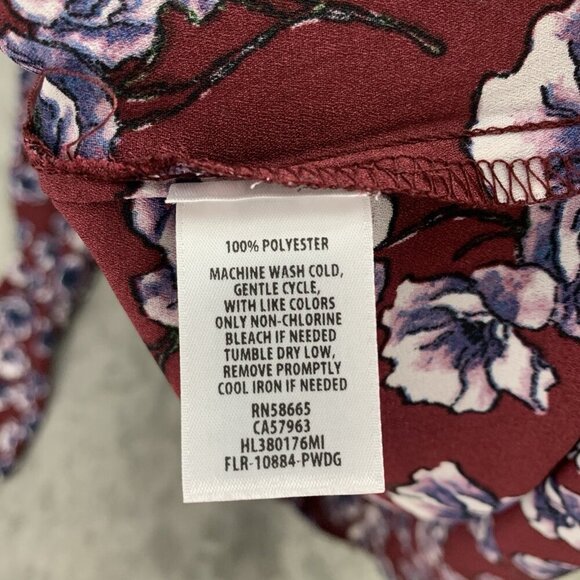 100% POLYESTER
MACHINE WASH COLD,
GENTLE CYCLE,
WITH LIKE COLORS
ONLY NON-CHLORINE
BLEACH IF NEEDED
TUMBLE DRY LOW,
REMOVE PROMPTLY
COOL IRON IF NEEDED
RN58665
CA57963
HL380176MI
FLR-10884-PWDG